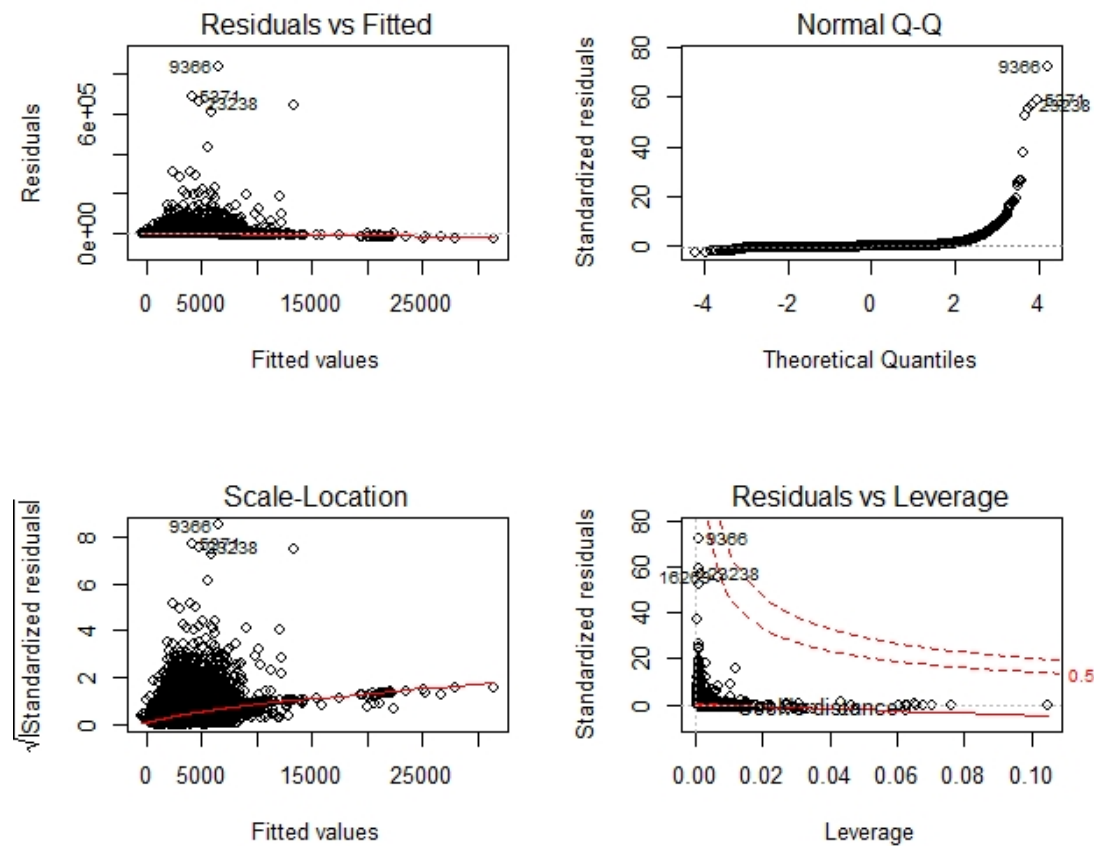 Residuals vs Fitted
Residuals
0e+00
6e+05
9366
23238
0 5000 15000 25000
Fitted values
Normal Q-Q
Standardized residuals
0
20
40
60
80
9366
-4 -2 0 2 4
Theoretical Quantiles
Scale-Location
√|Standardized residuals|
0
2
4
6
8
9366
23238
0 5000 15000 25000
Fitted values
Residuals vs Leverage
Standardized residuals
0
20
40
60
80
9366
23238
0.5
0.00 0.02 0.04 0.06 0.08 0.10
Leverage